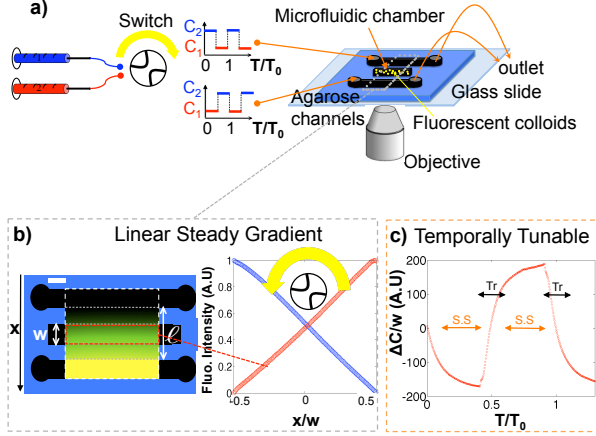 a)
Switch
1
2
C₂
C₁
0 1 T/T₀
C₂
C₁
0 1 T/T₀
Microfluidic chamber
outlet
Glass slide
Agarose
channels
Fluorescent colloids
Objective
b) Linear Steady Gradient
x
w
ℓ
Fluo. Intensity (A.U)
1
0.8
0.6
0.4
0.2
0
-0.5 0 0.5
x/w
c) Temporally Tunable
ΔC/w (A.U)
200
100
0
-100
-200
Tr
Tr
S.S
S.S
0 0.5 1
T/T₀